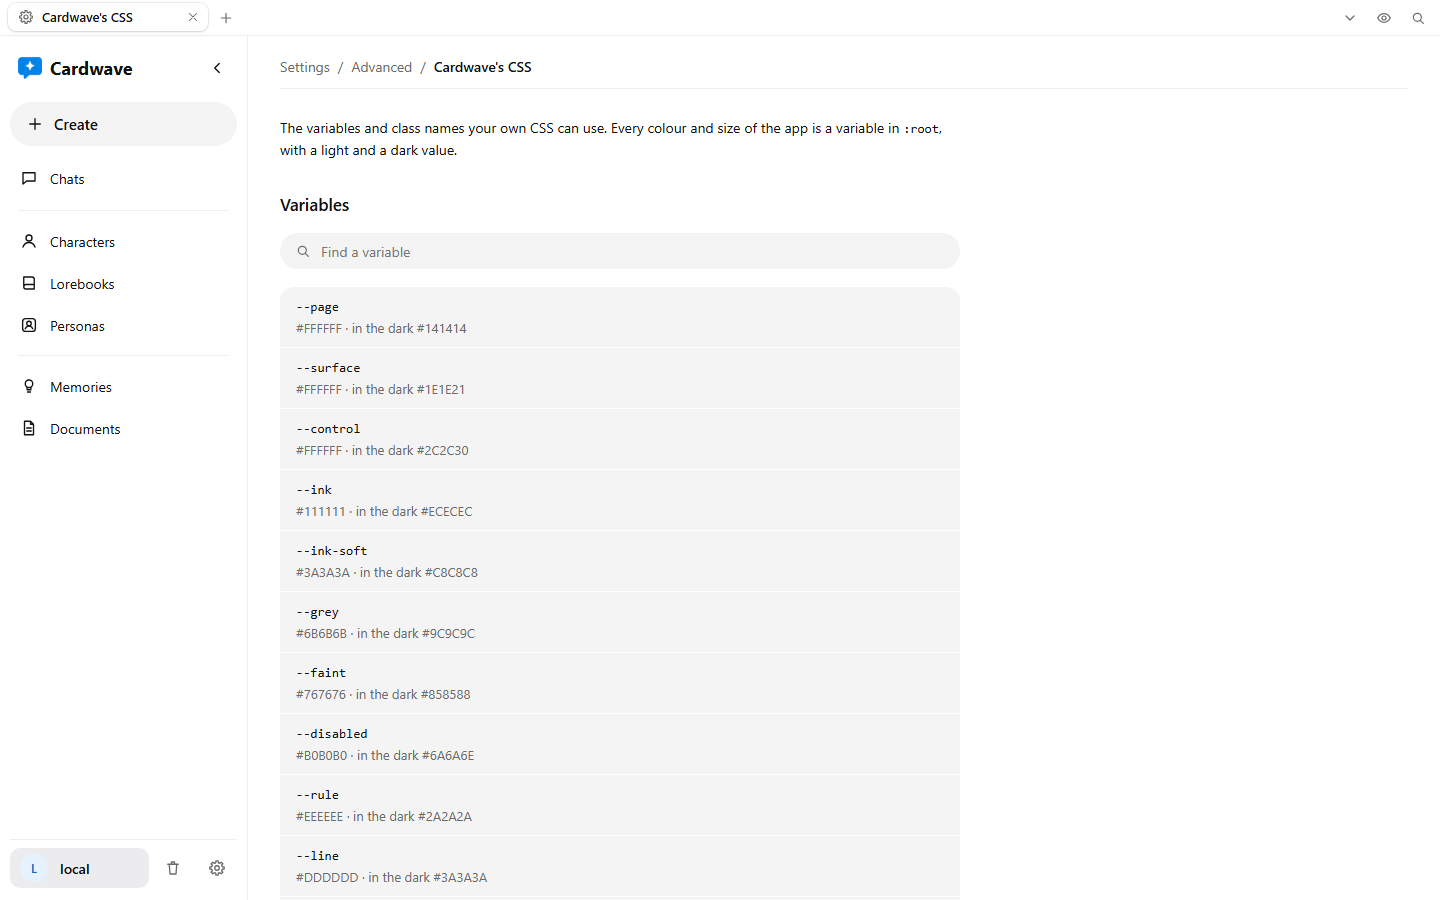 Cardwave's CSS
Cardwave
Create
Chats
Characters
Lorebooks
Personas
Memories
Documents
L
local
Settings / Advanced / Cardwave's CSS
The variables and class names your own CSS can use. Every colour and size of the app is a variable in :root,
with a light and a dark value.
Variables
Find a variable
--page
#FFFFFF · in the dark #141414
--surface
#FFFFFF · in the dark #1E1E21
--control
#FFFFFF · in the dark #2C2C30
--ink
#111111 · in the dark #ECECEC
--ink-soft
#3A3A3A · in the dark #C8C8C8
--grey
#6B6B6B · in the dark #9C9C9C
--faint
#767676 · in the dark #858588
--disabled
#B0B0B0 · in the dark #6A6A6E
--rule
#EEEEEE · in the dark #2A2A2A
--line
#DDDDDD · in the dark #3A3A3A